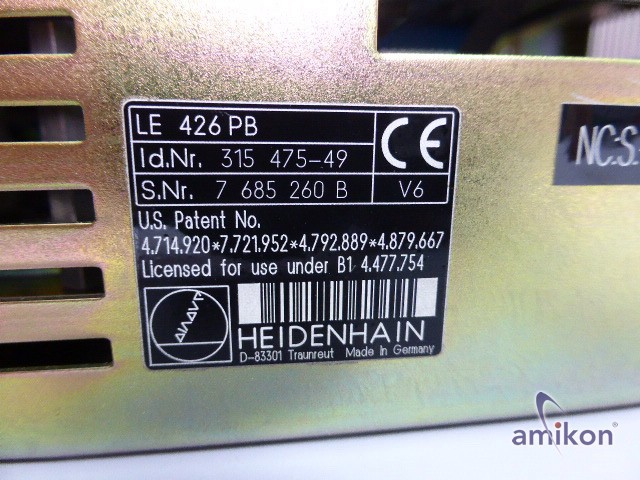 LE 426 PB
Id.Nr. 315 475-49
S.Nr. 7 685 260 B V6
CE
U.S. Patent No.
4.714.920*7.721.952*4.792.889*4.879.667
Licensed for use under B1 4.477.754
HEIDENHAIN
D-83301 Traunreut Made In Germany
NC:S.
amikon